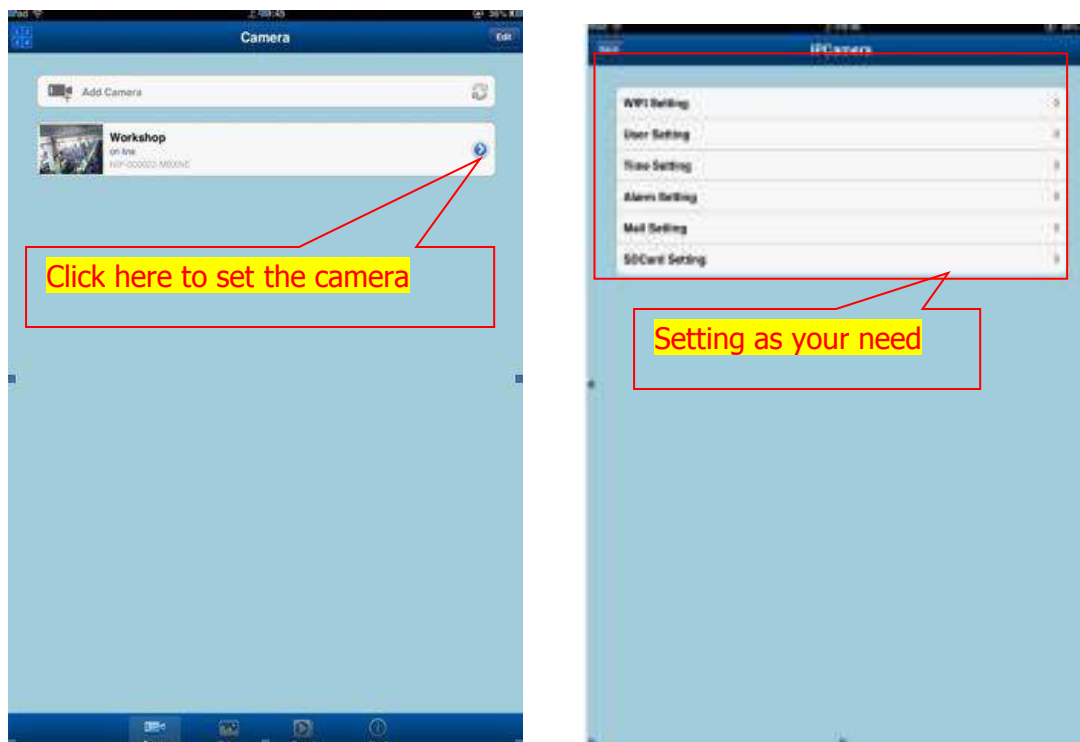 Camera
Edit
Add Camera
Workshop
on line
Click here to set the camera
IPCamera
WIFI Setting
User Setting
Time Setting
Alarm Setting
Mail Setting
SDCard Setting
Setting as your need